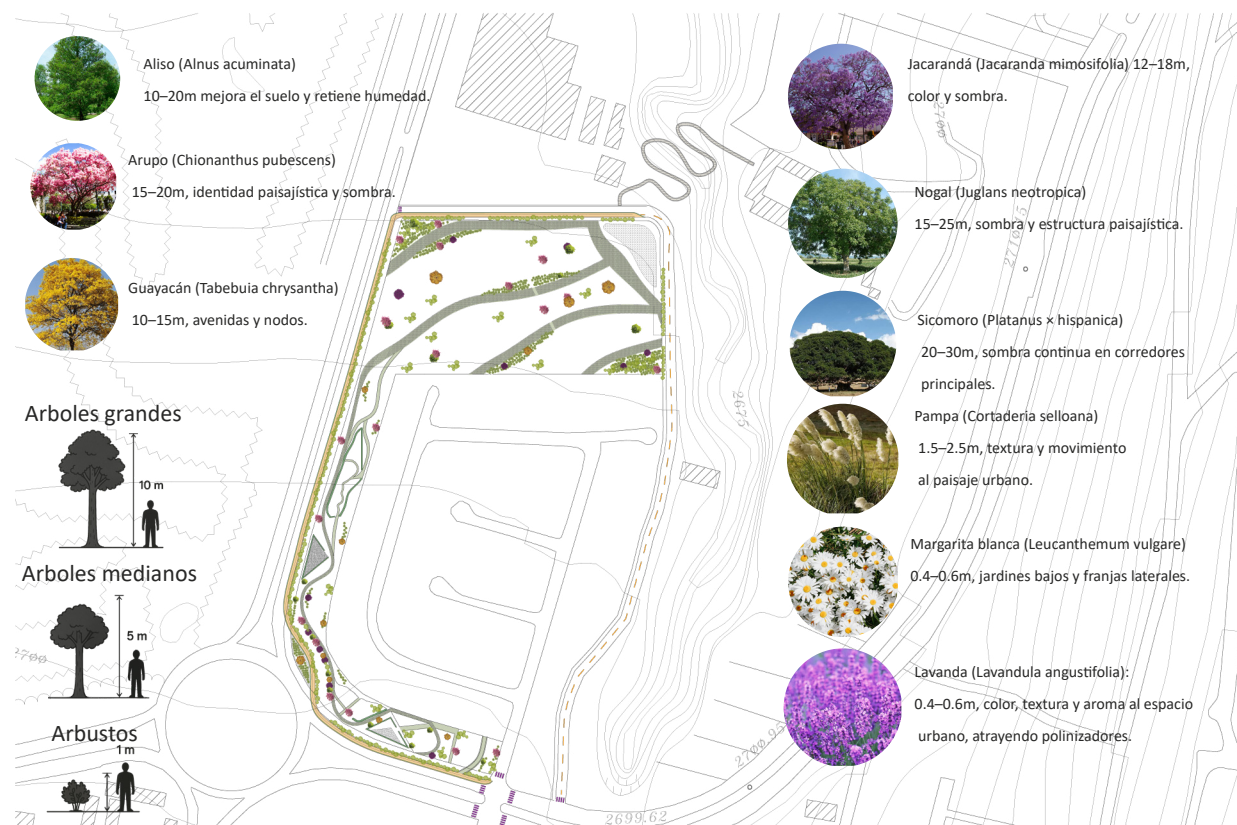 Aliso (Alnus acuminata)
10–20m mejora el suelo y retiene humedad.
Arupo (Chionanthus pubescens)
15–20m, identidad paisajística y sombra.
Guayacán (Tabebuia chrysantha)
10–15m, avenidas y nodos.
Arboles grandes
10 m
Arboles medianos
5 m
Arbustos
1 m
Jacarandá (Jacaranda mimosifolia) 12–18m,
color y sombra.
Nogal (Juglans neotropica)
15–25m, sombra y estructura paisajística.
Sicomoro (Platanus × hispanica)
20–30m, sombra continua en corredores
principales.
Pampa (Cortaderia selloana)
1.5–2.5m, textura y movimiento
al paisaje urbano.
Margarita blanca (Leucanthemum vulgare)
0.4–0.6m, jardines bajos y franjas laterales.
Lavanda (Lavandula angustifolia):
0.4–0.6m, color, textura y aroma al espacio
urbano, atrayendo polinizadores.
2700
2675
2700
2700.95
2699.62